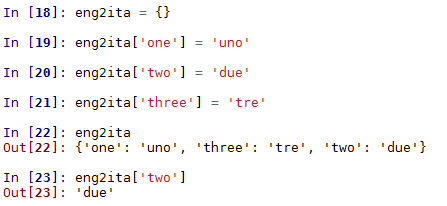 In [18]: eng2ita = {}
In [19]: eng2ita['one'] = 'uno'
In [20]: eng2ita['two'] = 'due'
In [21]: eng2ita['three'] = 'tre'
In [22]: eng2ita
Out[22]: {'one': 'uno', 'three': 'tre', 'two': 'due'}
In [23]: eng2ita['two']
Out[23]: 'due'